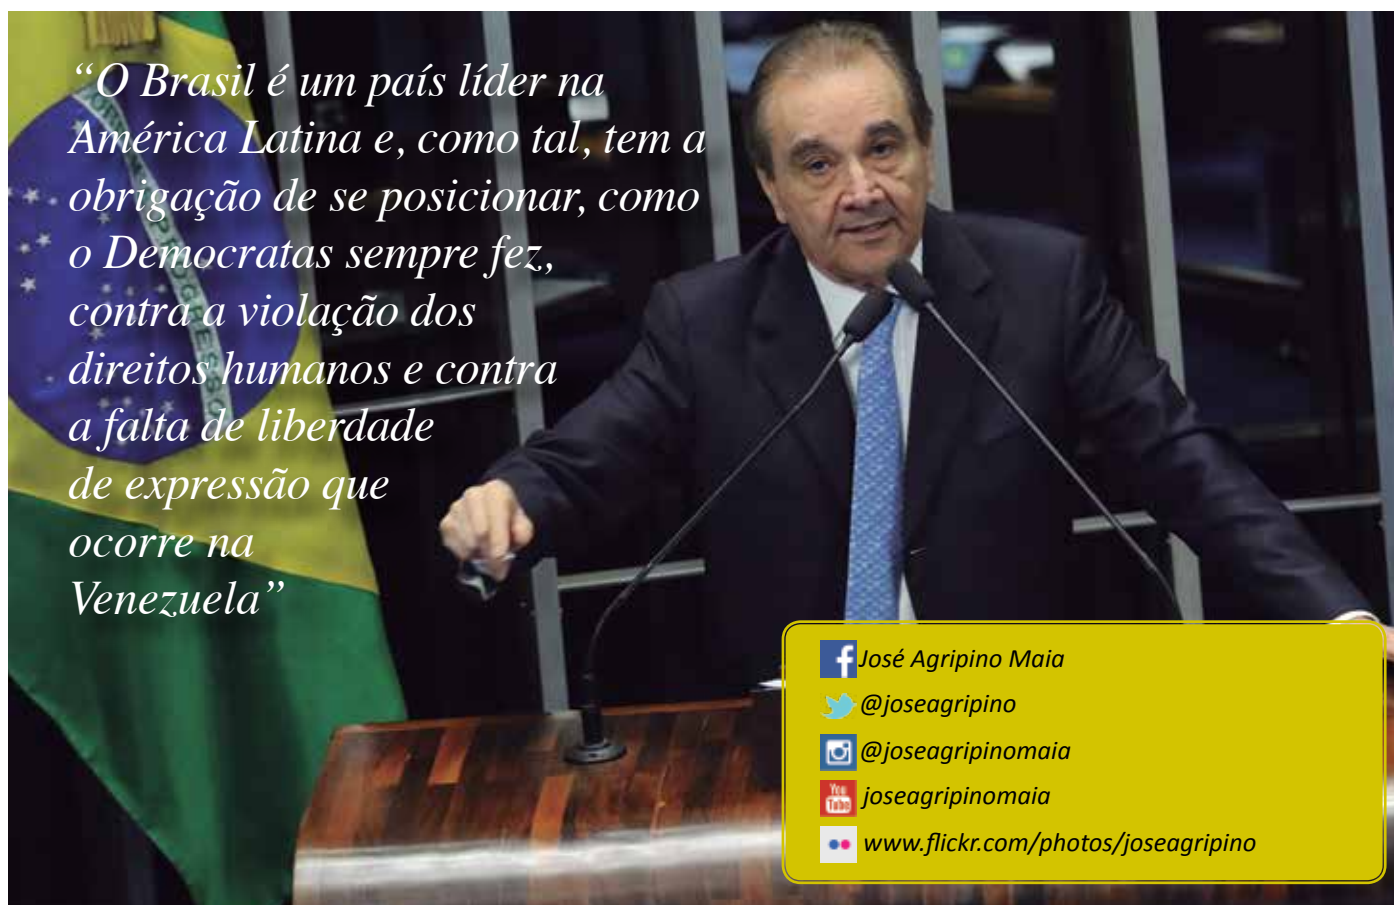 “O Brasil é um país líder na
América Latina e, como tal, tem a
obrigação de se posicionar, como
o Democratas sempre fez,
contra a violação dos
direitos humanos e contra
a falta de liberdade
de expressão que
ocorre na
Venezuela”
José Agripino Maia
@joseagripino
@joseagripinomaia
You
Tube
joseagripinomaia
www.flickr.com/photos/joseagripino